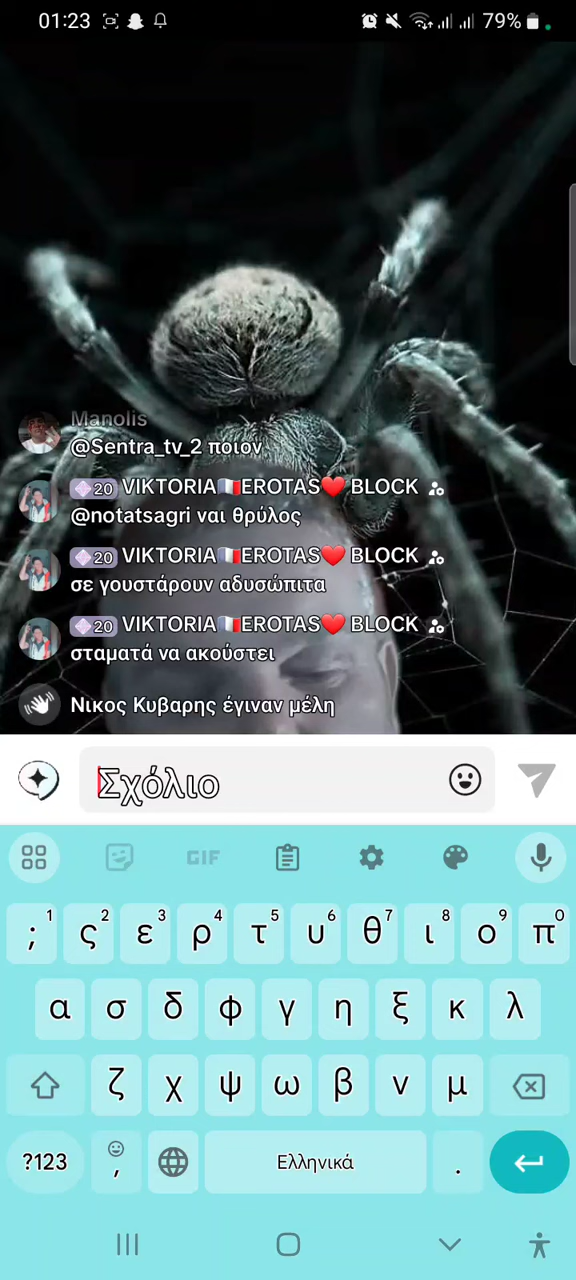 01:23
79%
Manolis
@Sentra_tv_2 ποιον
20 VIKTORIA🇫🇷EROTAS❤️ BLOCK
@notatsagri ναι θρύλος
20 VIKTORIA🇫🇷EROTAS❤️ BLOCK
σε γουστάρουν αδυσώπιτα
20 VIKTORIA🇫🇷EROTAS❤️ BLOCK
σταματά να ακούστει
Νικος Κυβαρης έγιναν μέλη
Σχόλιο
GIF
; 1 ς 2 ε 3 ρ 4 τ 5 υ 6 θ 7 ι 8 ο 9 π 0
α σ δ φ γ η ξ κ λ
ζ χ ψ ω β ν μ
?123 , Ελληνικά .